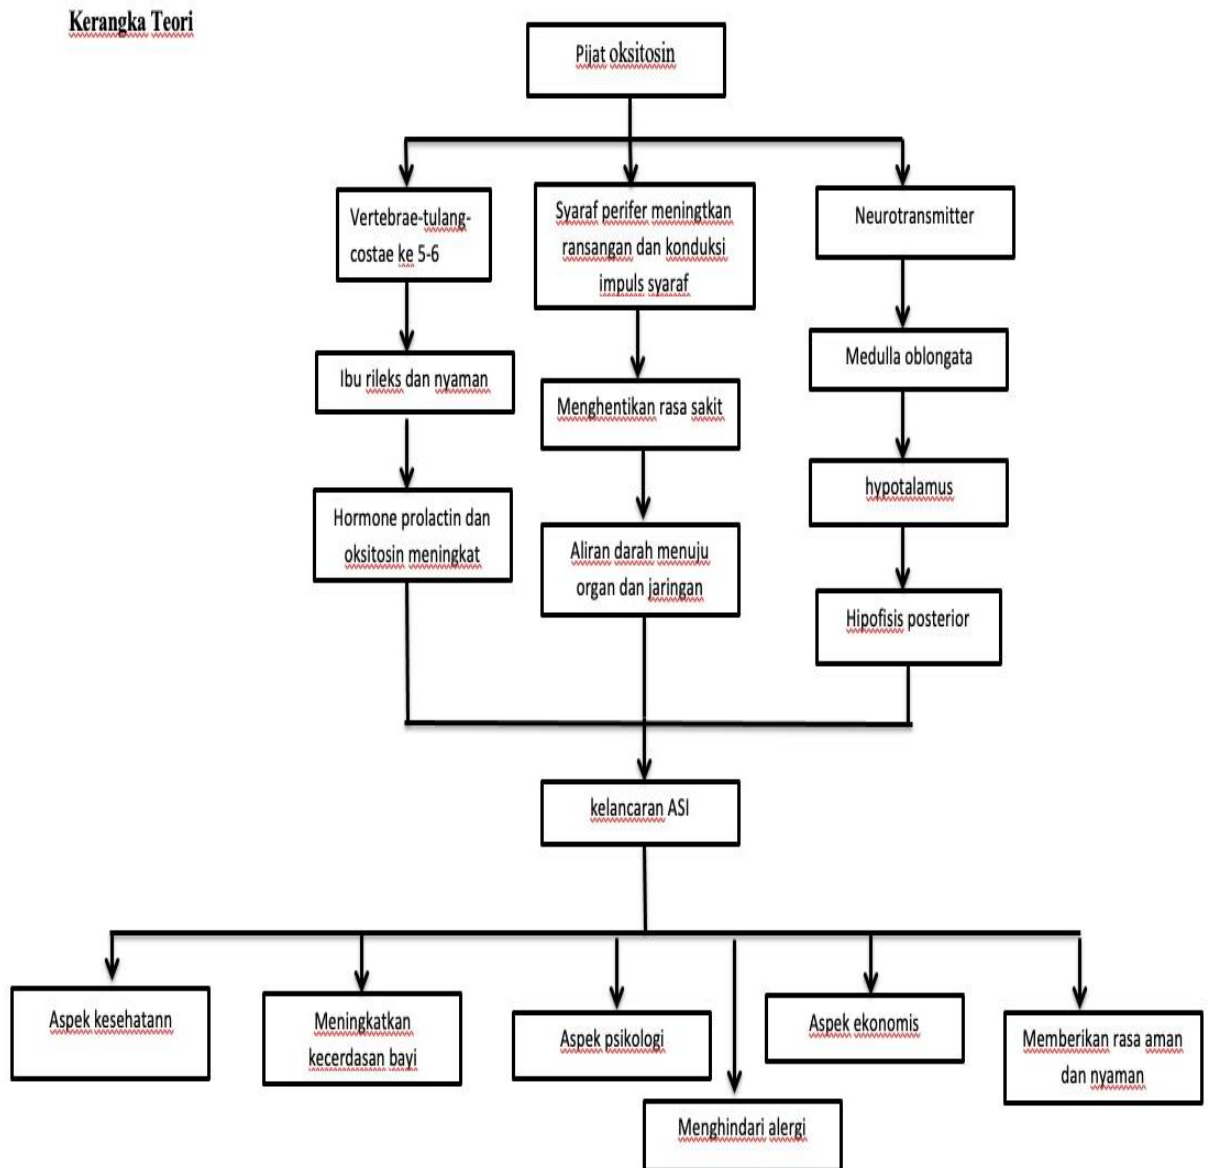 Kerangka Teori
Pijat oksitosin
Vertebrae-tulang-
costae ke 5-6
Syaraf perifer meningtkan
ransangan dan konduksi
impuls syaraf
Neurotransmitter
Ibu rileks dan nyaman
Menghentikan rasa sakit
Medulla oblongata
Hormone prolactin dan
oksitosin meningkat
Aliran darah menuju
organ dan jaringan
hypotalamus
Hipofisis posterior
kelancaran ASI
Aspek kesehatann
Meningkatkan
kecerdasan bayi
Aspek psikologi
Menghindari alergi
Aspek ekonomis
Memberikan rasa aman
dan nyaman